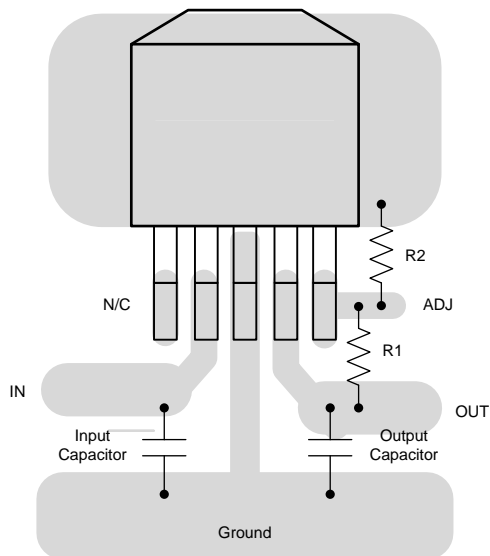 R2
N/C
ADJ
R1
IN
OUT
Input
Capacitor
Output
Capacitor
Ground